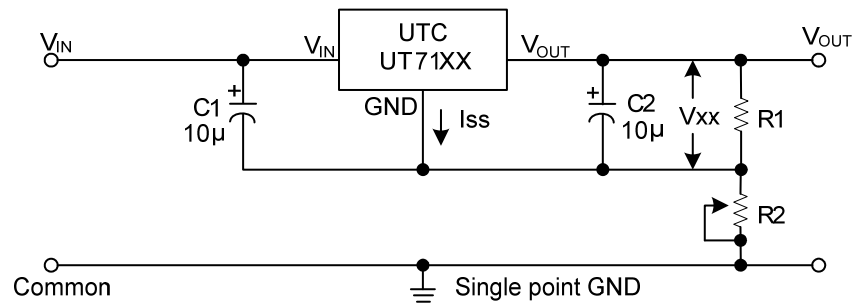 UTC
UT71XX
VIN
VIN
VOUT
VOUT
GND
Iss
C1
10μ
C2
10μ
Vxx
R1
R2
Common
Single point GND